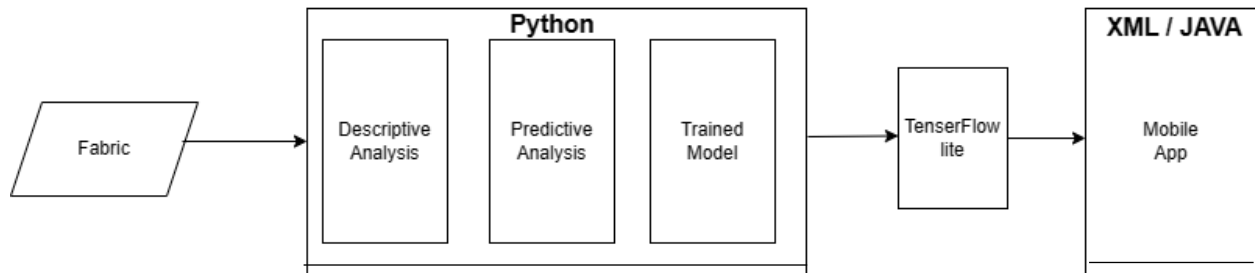 Python
XML / JAVA
Fabric
Descriptive
Analysis
Predictive
Analysis
Trained
Model
TenserFlow
lite
Mobile
App